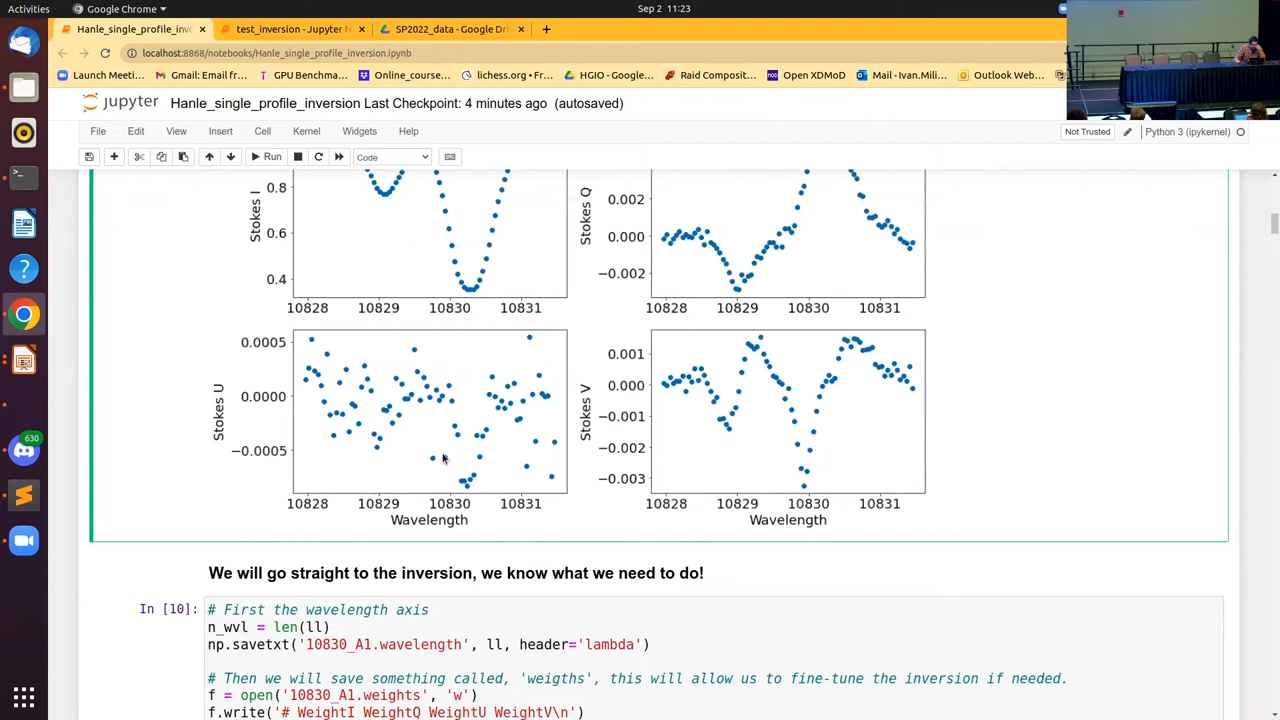 Activities
Google Chrome
Sep 2 11:23
Hanle_single_profile_inv
test_inversion - Jupyter N
SP2022_data - Google Dri
localhost:8868/notebooks/Hanle_single_profile_inversion.ipynb
Launch Meeti...
Gmail: Email fr...
GPU Benchma...
Online_course...
lichess.org • Fr...
HGIO - Google...
Raid Composit...
MOD
Open XDMoD
Mail - Ivan.Mili...
Outlook Web...
jupyter
Hanle_single_profile_inversion Last Checkpoint: 4 minutes ago (autosaved)
File Edit View Insert Cell Kernel Widgets Help
Not Trusted
Python 3 (ipykernel)
Run
Code
Stokes I
0.8
0.6
0.4
10828 10829 10830 10831
Stokes Q
0.002
0.000
−0.002
10828 10829 10830 10831
Stokes U
0.0005
0.0000
−0.0005
10828 10829 10830 10831
Wavelength
Stokes V
0.001
0.000
−0.001
−0.002
−0.003
10828 10829 10830 10831
Wavelength
630
We will go straight to the inversion, we know what we need to do!
In [10]:
# First the wavelength axis
n_wvl = len(ll)
np.savetxt('10830_A1.wavelength', ll, header='lambda')
# Then we will save something called, 'weigths', this will allow us to fine-tune the inversion if needed.
f = open('10830_A1.weights', 'w')
f.write('# WeightI WeightQ WeightU WeightV\n')